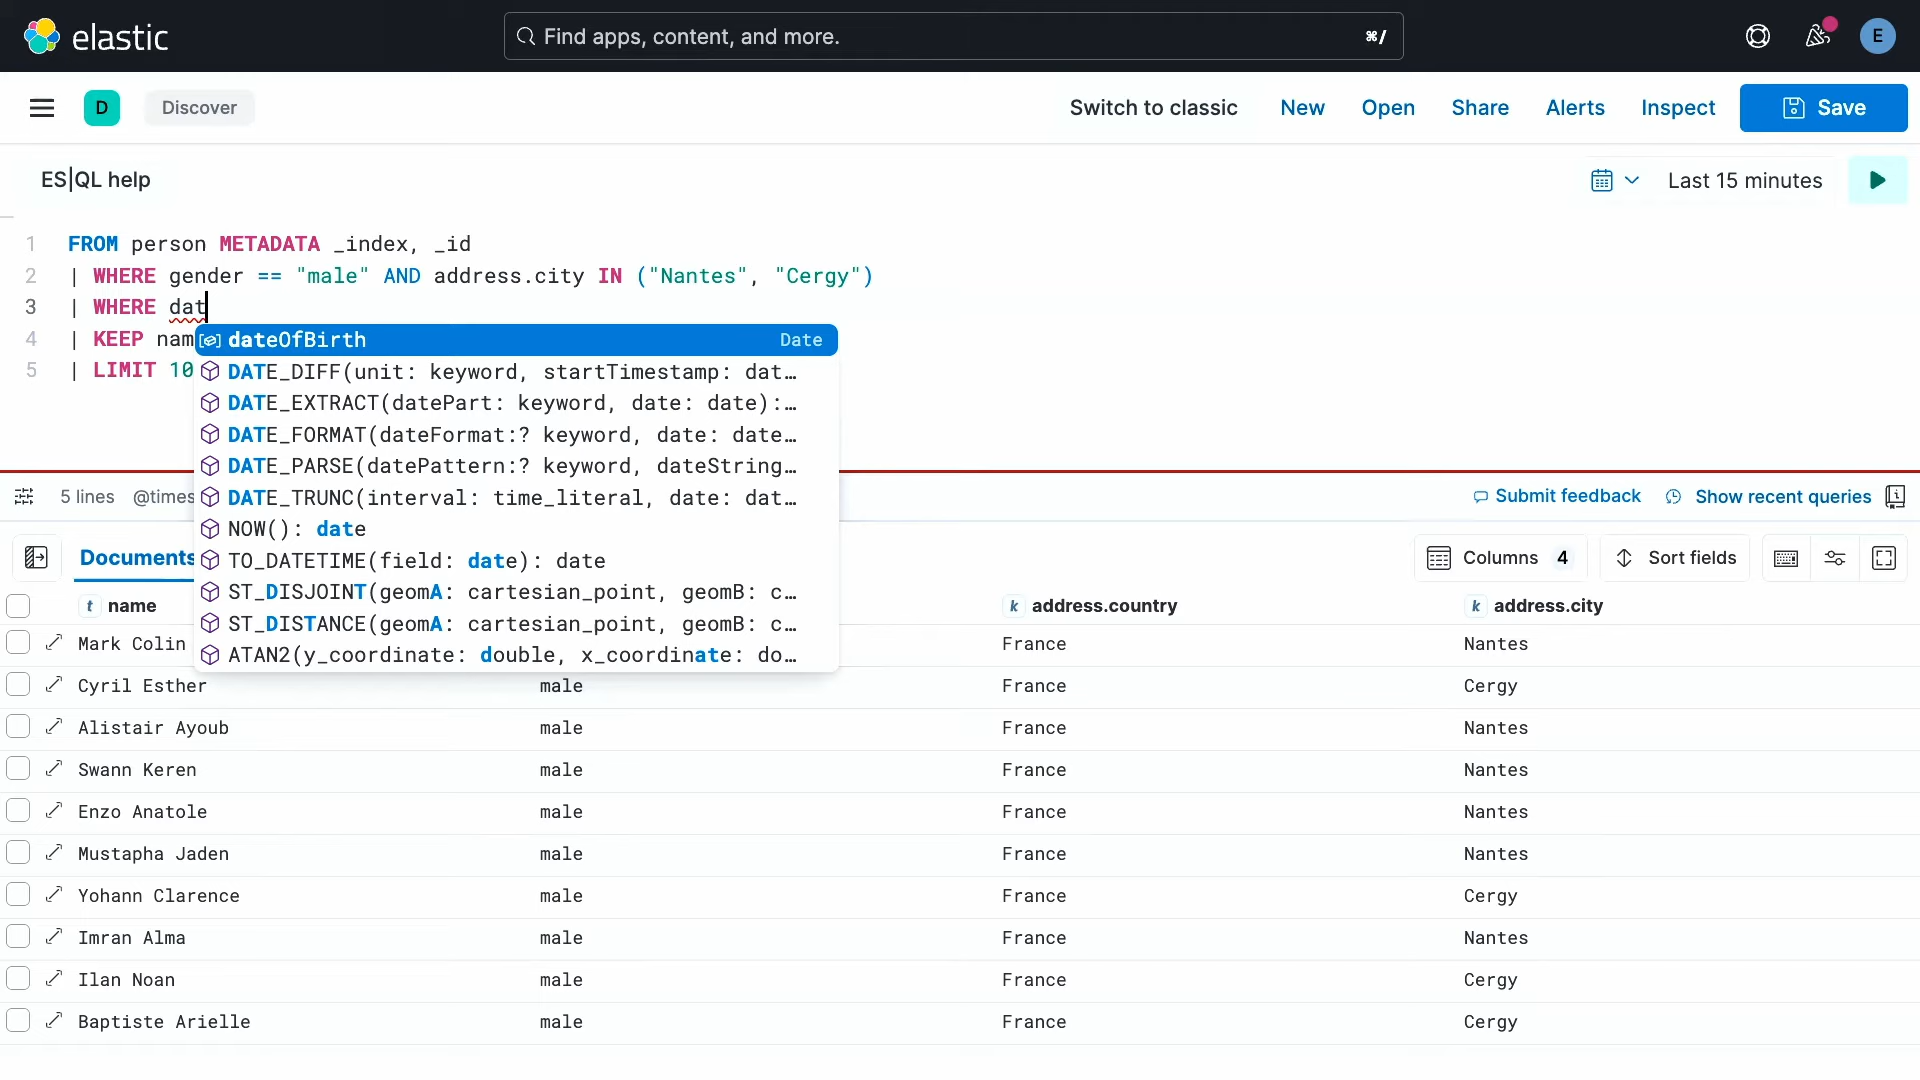 elastic
Find apps, content, and more.
⌘/
E
D
Discover
Switch to classic
New
Open
Share
Alerts
Inspect
Save
ES|QL help
Last 15 minutes
1 FROM person METADATA _index, _id
2 | WHERE gender == "male" AND address.city IN ("Nantes", "Cergy")
3 | WHERE dat
4 | KEEP nam
5 | LIMIT 10
dateOfBirth Date
DATE_DIFF(unit: keyword, startTimestamp: dat…
DATE_EXTRACT(datePart: keyword, date: date):…
DATE_FORMAT(dateFormat:? keyword, date: date…
DATE_PARSE(datePattern:? keyword, dateString…
DATE_TRUNC(interval: time_literal, date: dat…
NOW(): date
TO_DATETIME(field: date): date
ST_DISJOINT(geomA: cartesian_point, geomB: c…
ST_DISTANCE(geomA: cartesian_point, geomB: c…
ATAN2(y_coordinate: double, x_coordinate: do…
5 lines @times
Submit feedback
Show recent queries
Documents
Columns 4
Sort fields
t name k address.country k address.city
Mark Colin France Nantes
Cyril Esther male France Cergy
Alistair Ayoub male France Nantes
Swann Keren male France Nantes
Enzo Anatole male France Nantes
Mustapha Jaden male France Nantes
Yohann Clarence male France Cergy
Imran Alma male France Nantes
Ilan Noan male France Cergy
Baptiste Arielle male France Cergy